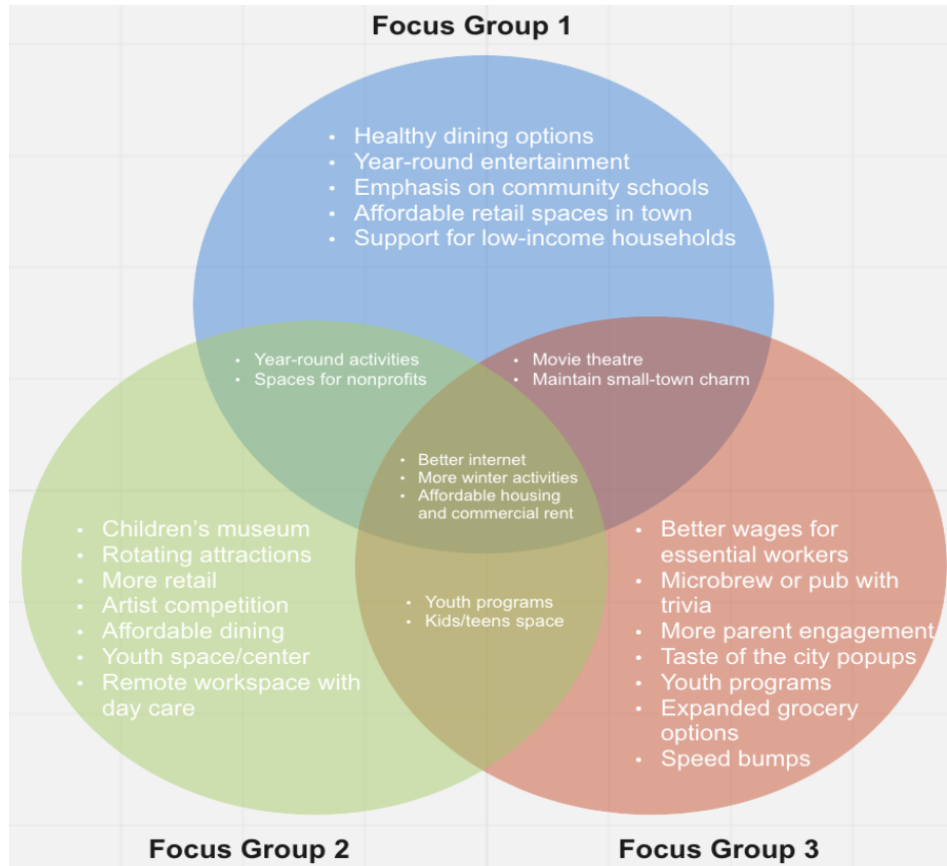 Focus Group 1
• Healthy dining options
• Year-round entertainment
• Emphasis on community schools
• Affordable retail spaces in town
• Support for low-income households
• Year-round activities
• Spaces for nonprofits
• Movie theatre
• Maintain small-town charm
• Better internet
• More winter activities
• Affordable housing
and commercial rent
• Children's museum
• Rotating attractions
• More retail
• Artist competition
• Affordable dining
• Youth space/center
• Remote workspace with
day care
• Youth programs
• Kids/teens space
• Better wages for
essential workers
• Microbrew or pub with
trivia
• More parent engagement
• Taste of the city popups
• Youth programs
• Expanded grocery
options
• Speed bumps
Focus Group 2
Focus Group 3